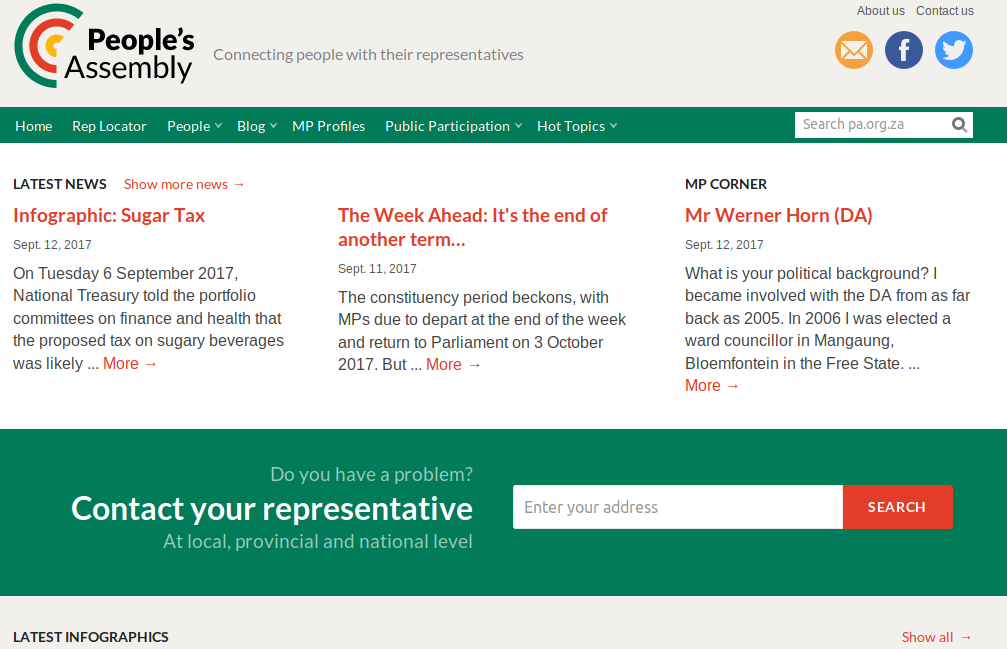 About us Contact us
People's
Assembly
Connecting people with their representatives
Home Rep Locator People Blog MP Profiles Public Participation Hot Topics Search pa.org.za
LATEST NEWS Show more news →
Infographic: Sugar Tax
Sept. 12, 2017
On Tuesday 6 September 2017,
National Treasury told the portfolio
committees on finance and health that
the proposed tax on sugary beverages
was likely ... More →
The Week Ahead: It's the end of
another term...
Sept. 11, 2017
The constituency period beckons, with
MPs due to depart at the end of the week
and return to Parliament on 3 October
2017. But ... More →
MP CORNER
Mr Werner Horn (DA)
Sept. 12, 2017
What is your political background? I
became involved with the DA from as far
back as 2005. In 2006 I was elected a
ward councillor in Mangaung,
Bloemfontein in the Free State. ...
More →
Do you have a problem?
Contact your representative
At local, provincial and national level
Enter your address SEARCH
LATEST INFOGRAPHICS Show all →